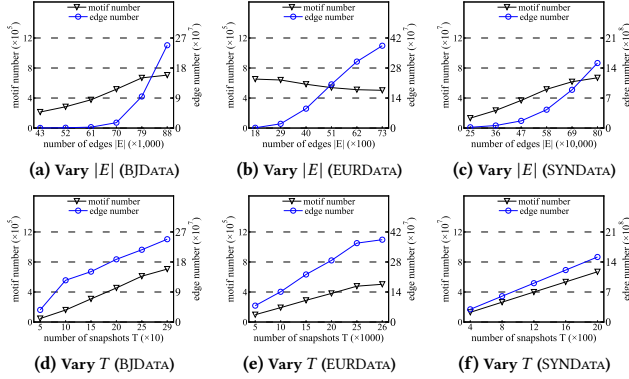 motif number
edge number
motif number (×10^5)
12
8
4
0
27
18
9
0
edge number (×10^7)
43 52 61 70 79 88
number of edges |E| (×1,000)
(a) Vary |E| (BJDATA)
motif number
edge number
motif number (×10^5)
12
8
4
0
42
28
14
0
edge number (×10^7)
18 29 40 51 62 73
number of edges |E| (×100)
(b) Vary |E| (EURDATA)
motif number
edge number
motif number (×10^5)
12
8
4
0
21
14
7
0
edge number (×10^8)
25 36 47 58 69 80
number of edges |E| (×10,000)
(c) Vary |E| (SYNDATA)
motif number
edge number
motif number (×10^5)
12
8
4
0
27
18
9
0
edge number (×10^7)
5 10 15 20 25 29
number of snapshots T (×10)
(d) Vary T (BJDATA)
motif number
edge number
motif number (×10^5)
12
8
4
0
42
28
14
0
edge number (×10^7)
5 10 15 20 25 26
number of snapshots T (×1000)
(e) Vary T (EURDATA)
motif number
edge number
motif number (×10^5)
12
8
4
0
21
14
7
0
edge number (×10^8)
4 8 12 16 20
number of snapshots T (×100)
(f) Vary T (SYNDATA)